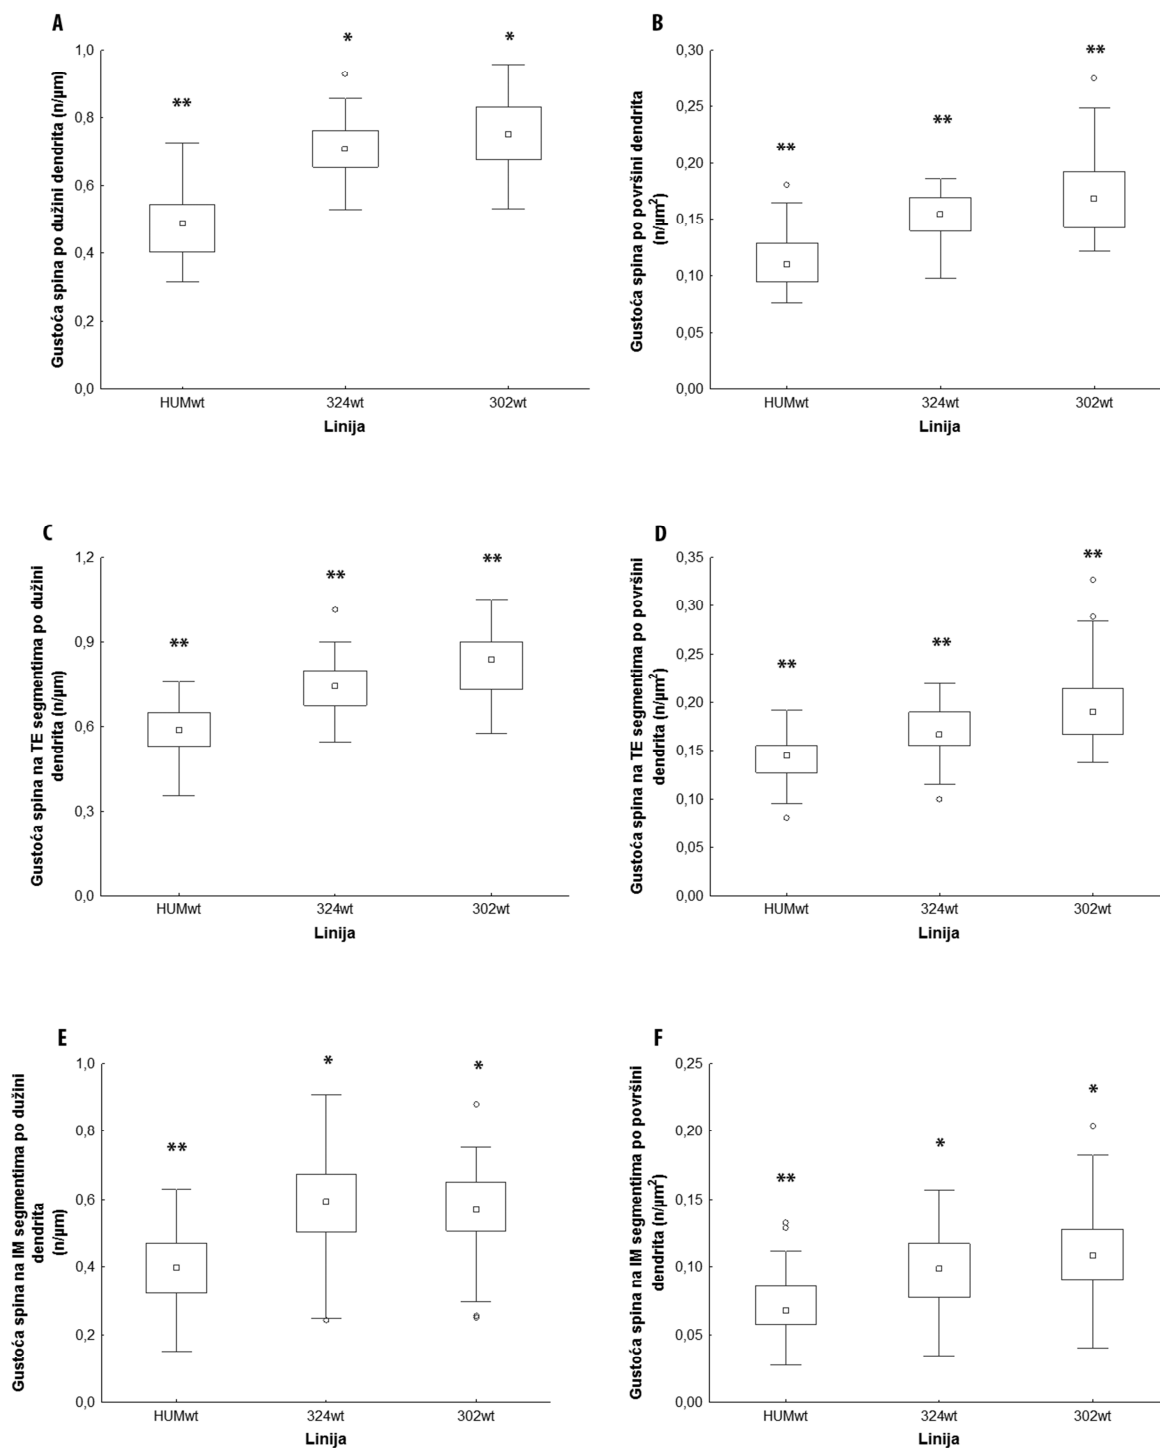 A
Gustoća spina po dužini dendrita (n/µm)
1,0
0,8
0,6
0,4
0,2
0,0
**
*
*
HUMwt 324wt 302wt
Linija
B
Gustoća spina po površini dendrita
(n/µm²)
0,30
0,25
0,20
0,15
0,10
0,05
0,00
**
**
**
HUMwt 324wt 302wt
Linija
C
Gustoća spina na TE segmentima po dužini
dendrita (n/µm)
1,2
0,9
0,6
0,3
0,0
**
**
**
HUMwt 324wt 302wt
Linija
D
Gustoća spina na TE segmentima po površini
dendrita (n/µm²)
0,35
0,30
0,25
0,20
0,15
0,10
0,05
0,00
**
**
**
HUMwt 324wt 302wt
Linija
E
Gustoća spina na IM segmentima po dužini
dendrita
(n/µm)
1,0
0,8
0,6
0,4
0,2
0,0
**
*
*
HUMwt 324wt 302wt
Linija
F
Gustoća spina na IM segmentima po površini
dendrita (n/µm²)
0,25
0,20
0,15
0,10
0,05
0,00
**
*
*
HUMwt 324wt 302wt
Linija